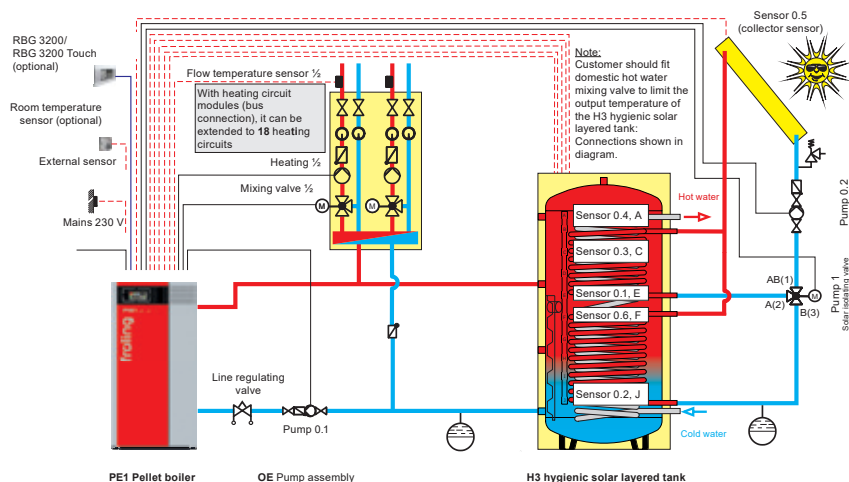 RBG 3200/
RBG 3200 Touch
(optional)
Room temperature
sensor (optional)
External sensor
Mains 230 V
Flow temperature sensor ½
With heating circuit
modules (bus
connection), it can be
extended to 18 heating
circuits
Heating ½
Mixing valve ½
M
M
Note:
Customer should fit
domestic hot water
mixing valve to limit the
output temperature of
the H3 hygienic solar
layered tank:
Connections shown in
diagram.
Sensor 0.5
(collector sensor)
Pump 0.2
Hot water
Sensor 0.4, A
Sensor 0.3, C
Sensor 0.1, E
Sensor 0.6, F
Sensor 0.2, J
Cold water
AB(1)
A(2)
B(3)
M
Pump 1
Solar isolating valve
froling
Line regulating
valve
Pump 0.1
PE1 Pellet boiler
OE Pump assembly
H3 hygienic solar layered tank